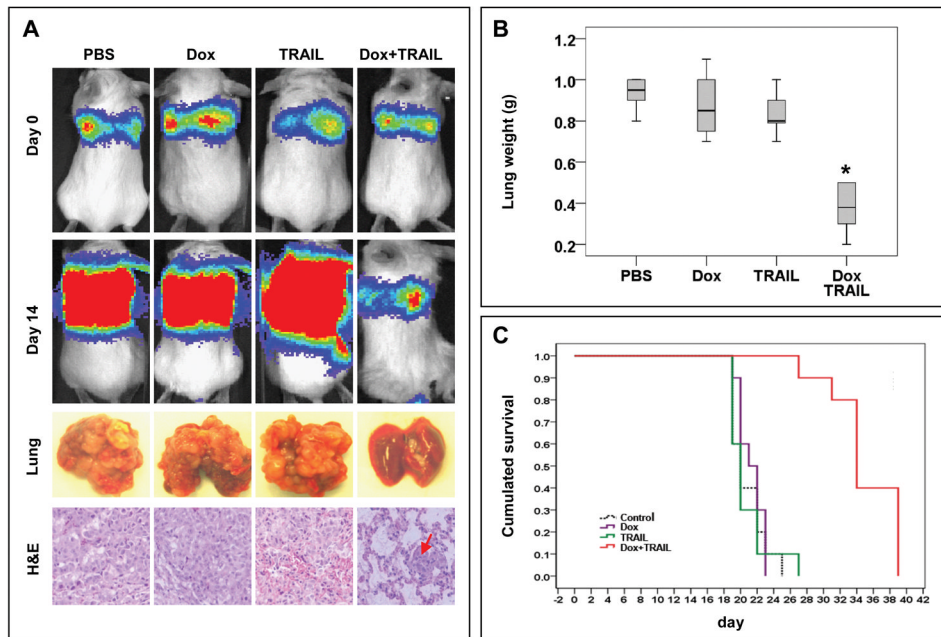 A
PBS
Dox
TRAIL
Dox+TRAIL
Day 0
Day 14
Lung
H&E
B
Lung weight (g)
1.2
1.0
0.8
0.6
0.4
0.2
*
PBS
Dox
TRAIL
Dox
TRAIL
C
Cumulated survival
1.0
0.9
0.8
0.7
0.6
0.5
0.4
0.3
0.2
0.1
0.0
Control
Dox
TRAIL
Dox+TRAIL
-2 0 2 4 6 8 10 12 14 16 18 20 22 24 26 28 30 32 34 36 38 40 42
day